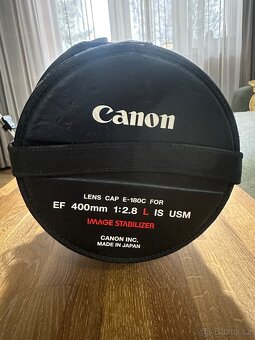 Canon
LENS CAP E-180C FOR
EF 400mm 1:2.8 L IS USM
IMAGE STABILIZER
CANON INC.
MADE IN JAPAN